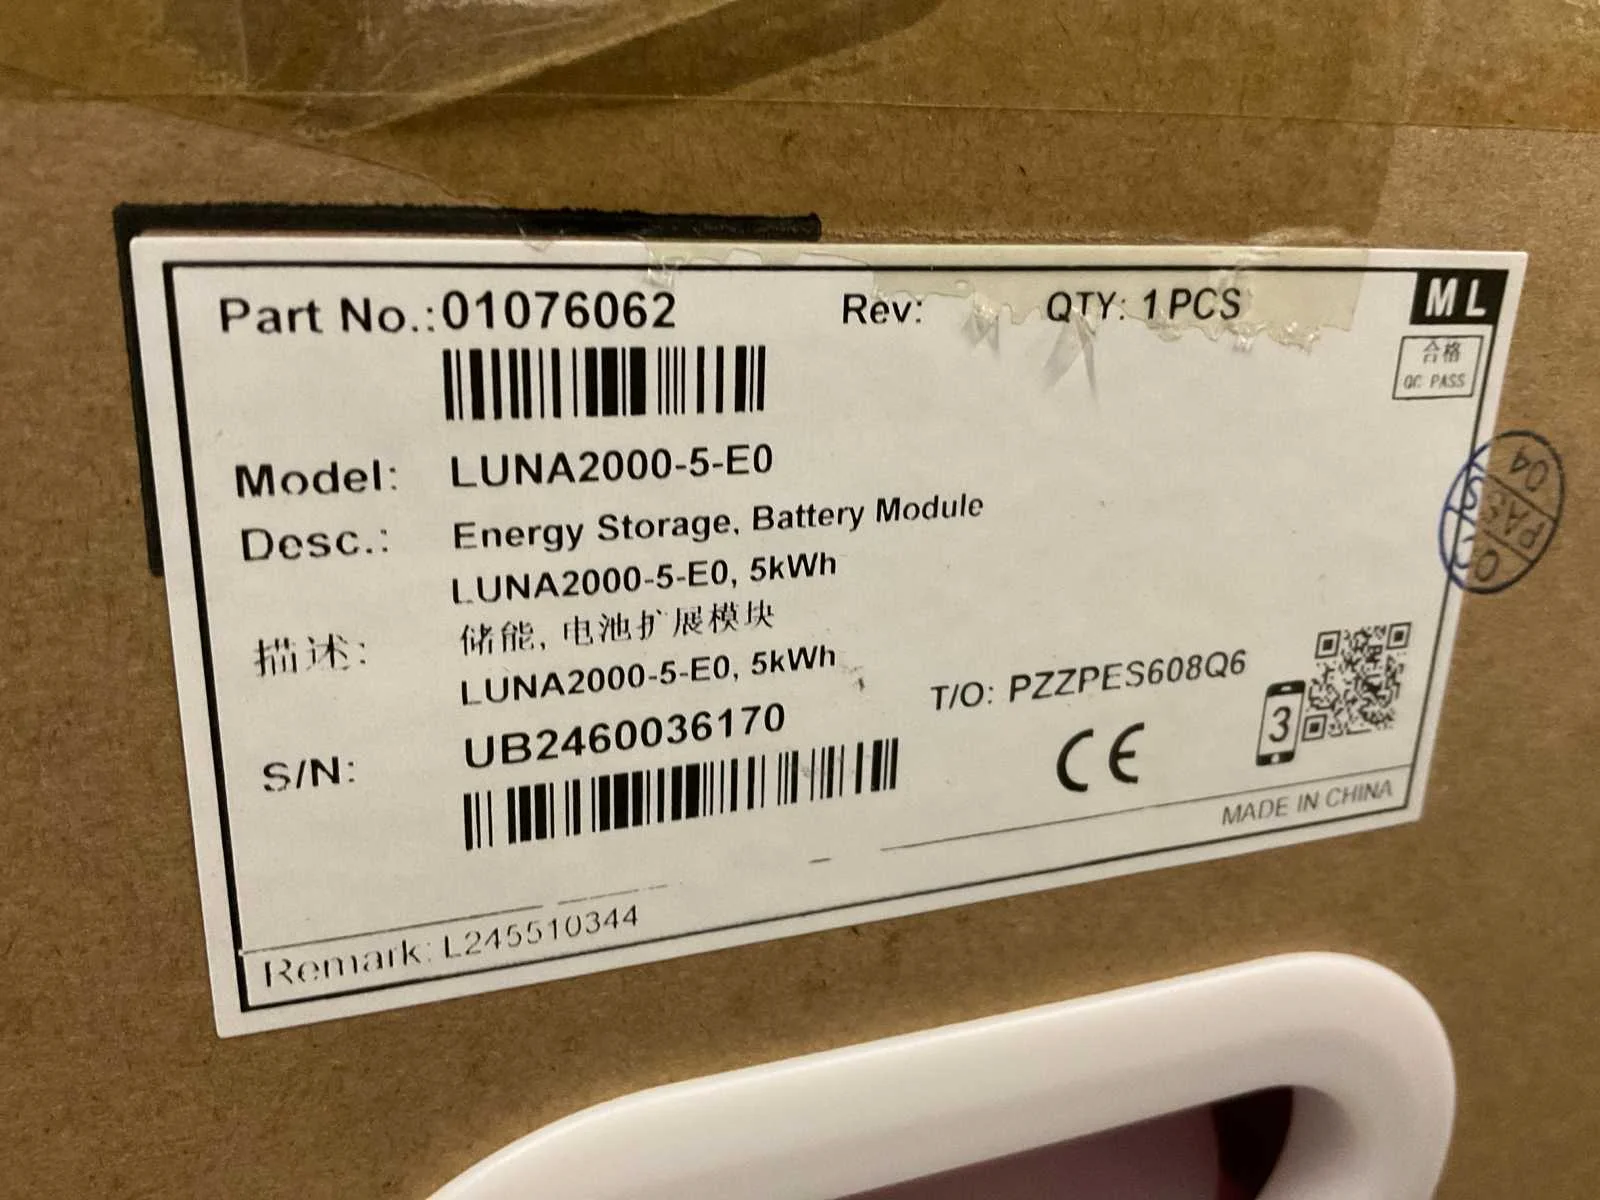 Part No.:01076062 Rev: QTY: 1PCS
ML
合格
QC PASS
Model: LUNA2000-5-E0
Desc.: Energy Storage, Battery Module
LUNA2000-5-E0, 5kWh
描述: 储能, 电池扩展模块
LUNA2000-5-E0, 5kWh
S/N: UB2460036170
T/O: PZZPES608Q6
3
CE
MADE IN CHINA
Remark: L245510344
04
PAS